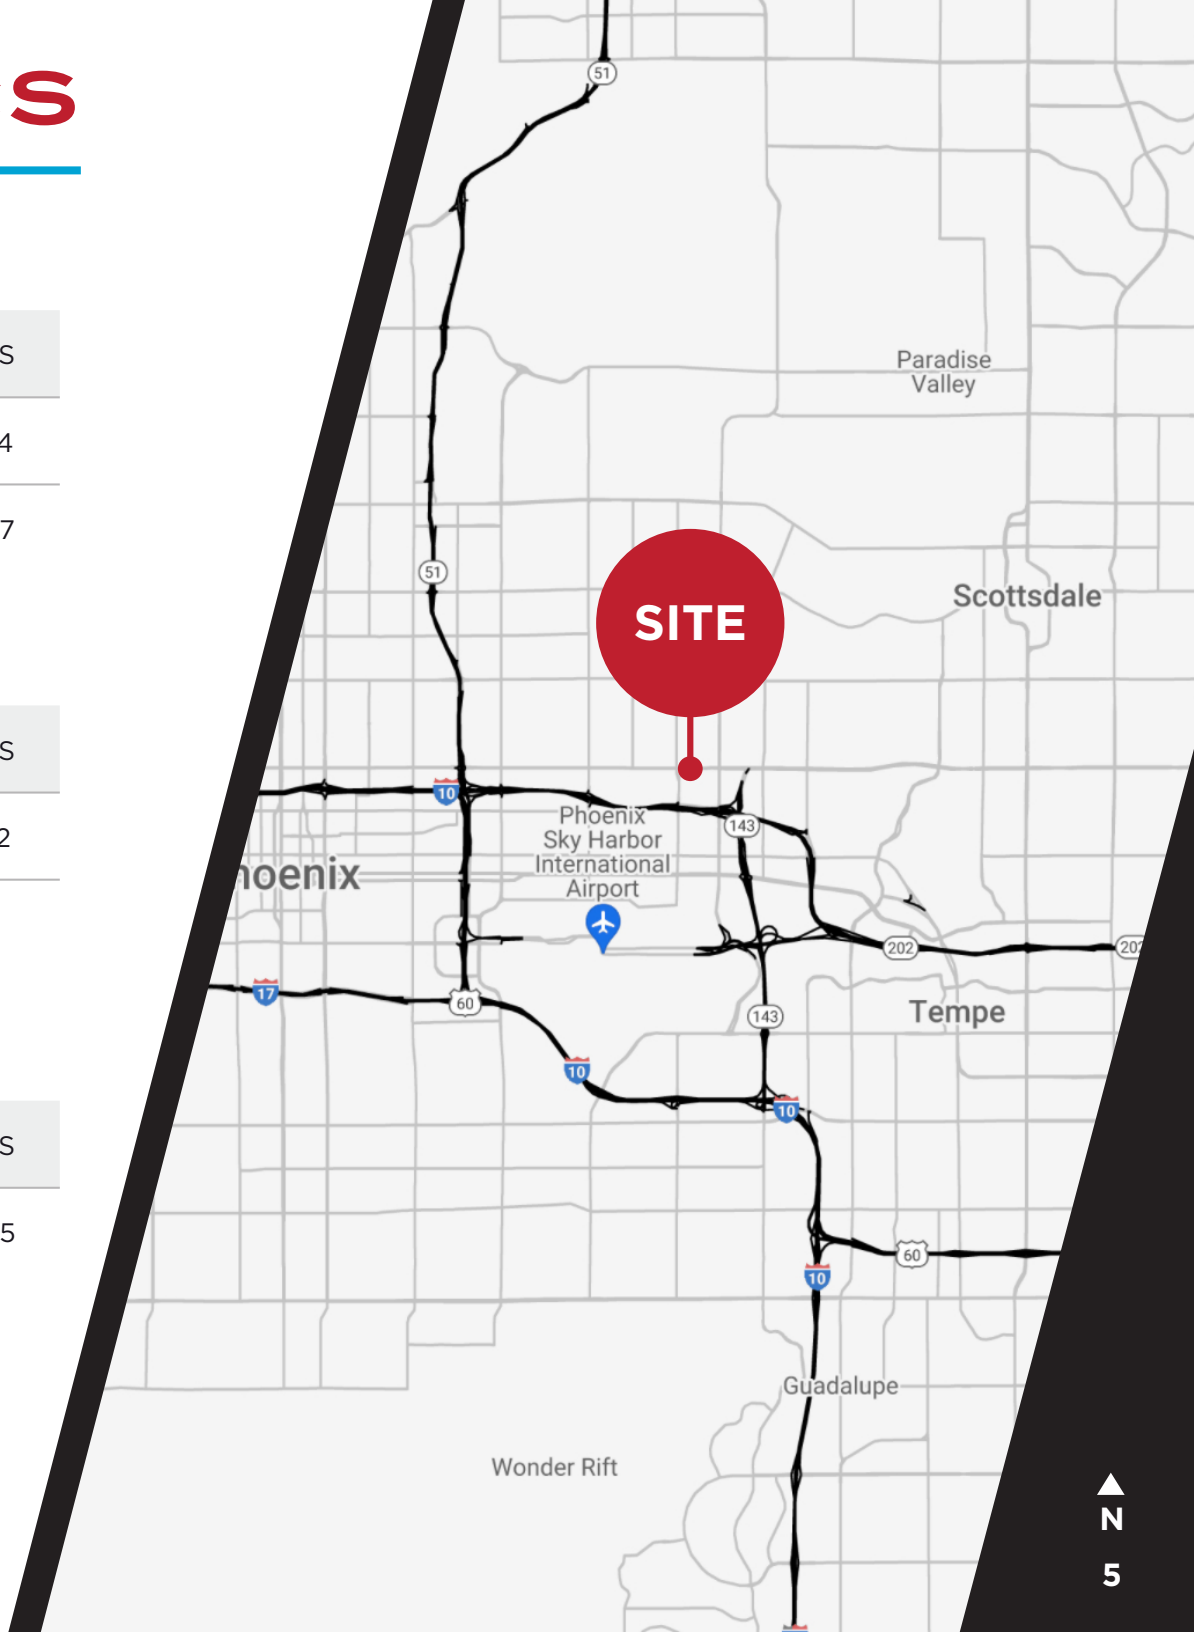 S
S
4
7
S
2
S
5
51
Paradise
Valley
51
SITE
Scottsdale
10
Phoenix
Sky Harbor
International
Airport
143
hoenix
202
202
17
60
143
Tempe
10
10
60
10
Guadalupe
Wonder Rift
N
5